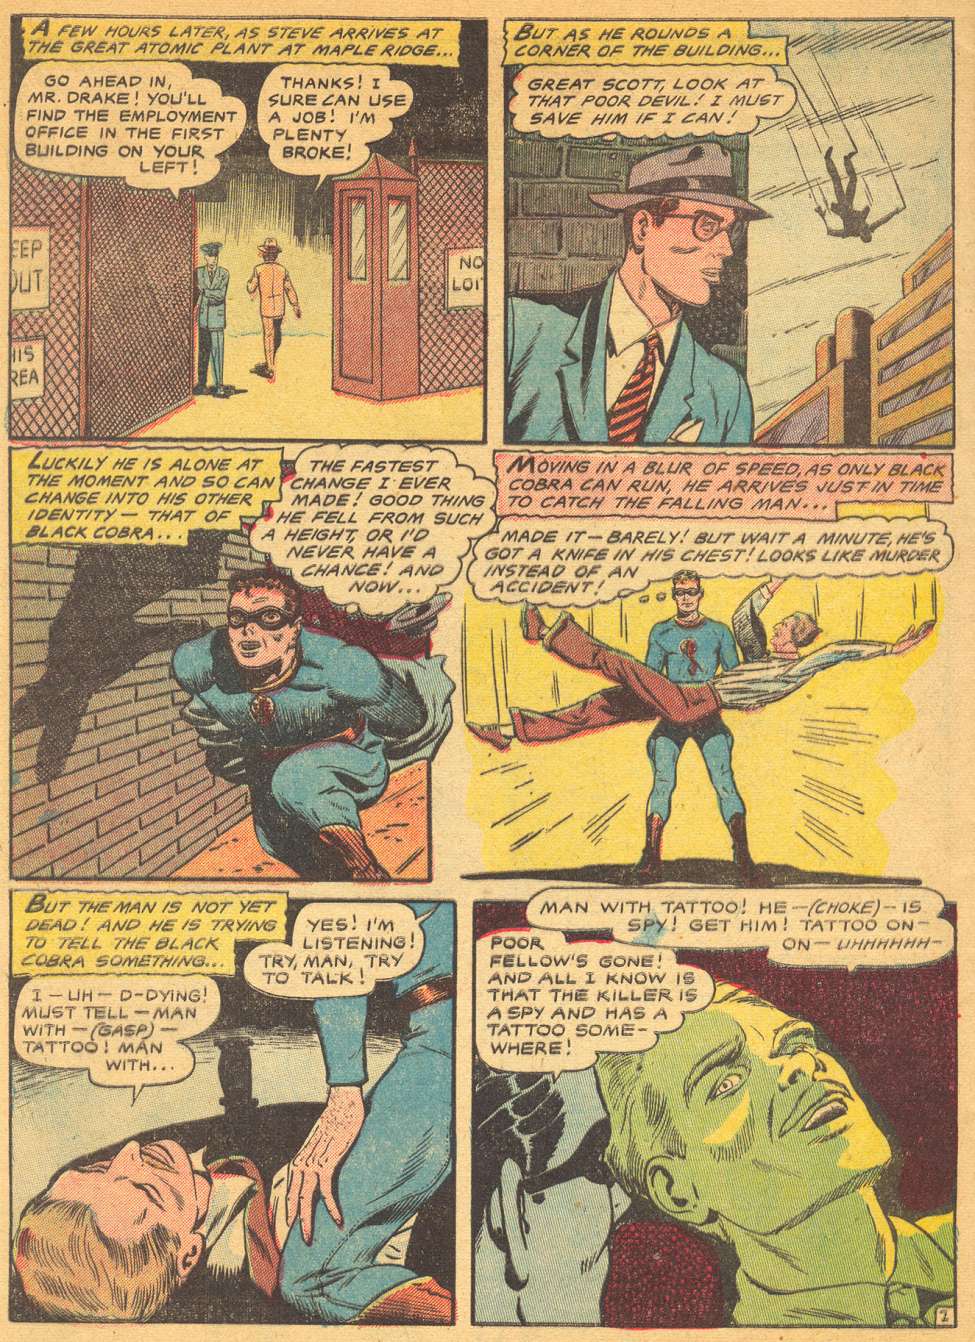 A FEW HOURS LATER, AS STEVE ARRIVES AT
THE GREAT ATOMIC PLANT AT MAPLE RIDGE...
GO AHEAD IN,
MR. DRAKE! YOU'LL
FIND THE EMPLOYMENT
OFFICE IN THE FIRST
BUILDING ON YOUR
LEFT!
THANKS! I
SURE CAN USE
A JOB! I'M
PLENTY
BROKE!
EEP
OUT
HIS
REA
NO
LOIT
BUT AS HE ROUNDS A
CORNER OF THE BUILDING...
GREAT SCOTT, LOOK AT
THAT POOR DEVIL! I MUST
SAVE HIM IF I CAN!
LUCKILY HE IS ALONE AT
THE MOMENT AND SO CAN
CHANGE INTO HIS OTHER
IDENTITY — THAT OF
BLACK COBRA...
THE FASTEST
CHANGE I EVER
MADE! GOOD THING
HE FELL FROM SUCH
A HEIGHT, OR I'D
NEVER HAVE A
CHANCE! AND
NOW...
MOVING IN A BLUR OF SPEED, AS ONLY BLACK
COBRA CAN RUN, HE ARRIVES JUST IN TIME
TO CATCH THE FALLING MAN...
MADE IT — BARELY! BUT WAIT A MINUTE, HE'S
GOT A KNIFE IN HIS CHEST! LOOKS LIKE MURDER
INSTEAD OF AN
ACCIDENT!
BUT THE MAN IS NOT YET
DEAD! AND HE IS TRYING
TO TELL THE BLACK
COBRA SOMETHING...
YES! I'M
LISTENING!
TRY, MAN, TRY
TO TALK!
I — UH — D-DYING!
MUST TELL — MAN
WITH — (GASP) —
TATTOO! MAN
WITH...
MAN WITH TATTOO! HE — (CHOKE) — IS
SPY! GET HIM! TATTOO ON —
ON — UHHHHHH-
POOR
FELLOW'S GONE!
AND ALL I KNOW IS
THAT THE KILLER IS
A SPY AND HAS A
TATTOO SOME-
WHERE!
2